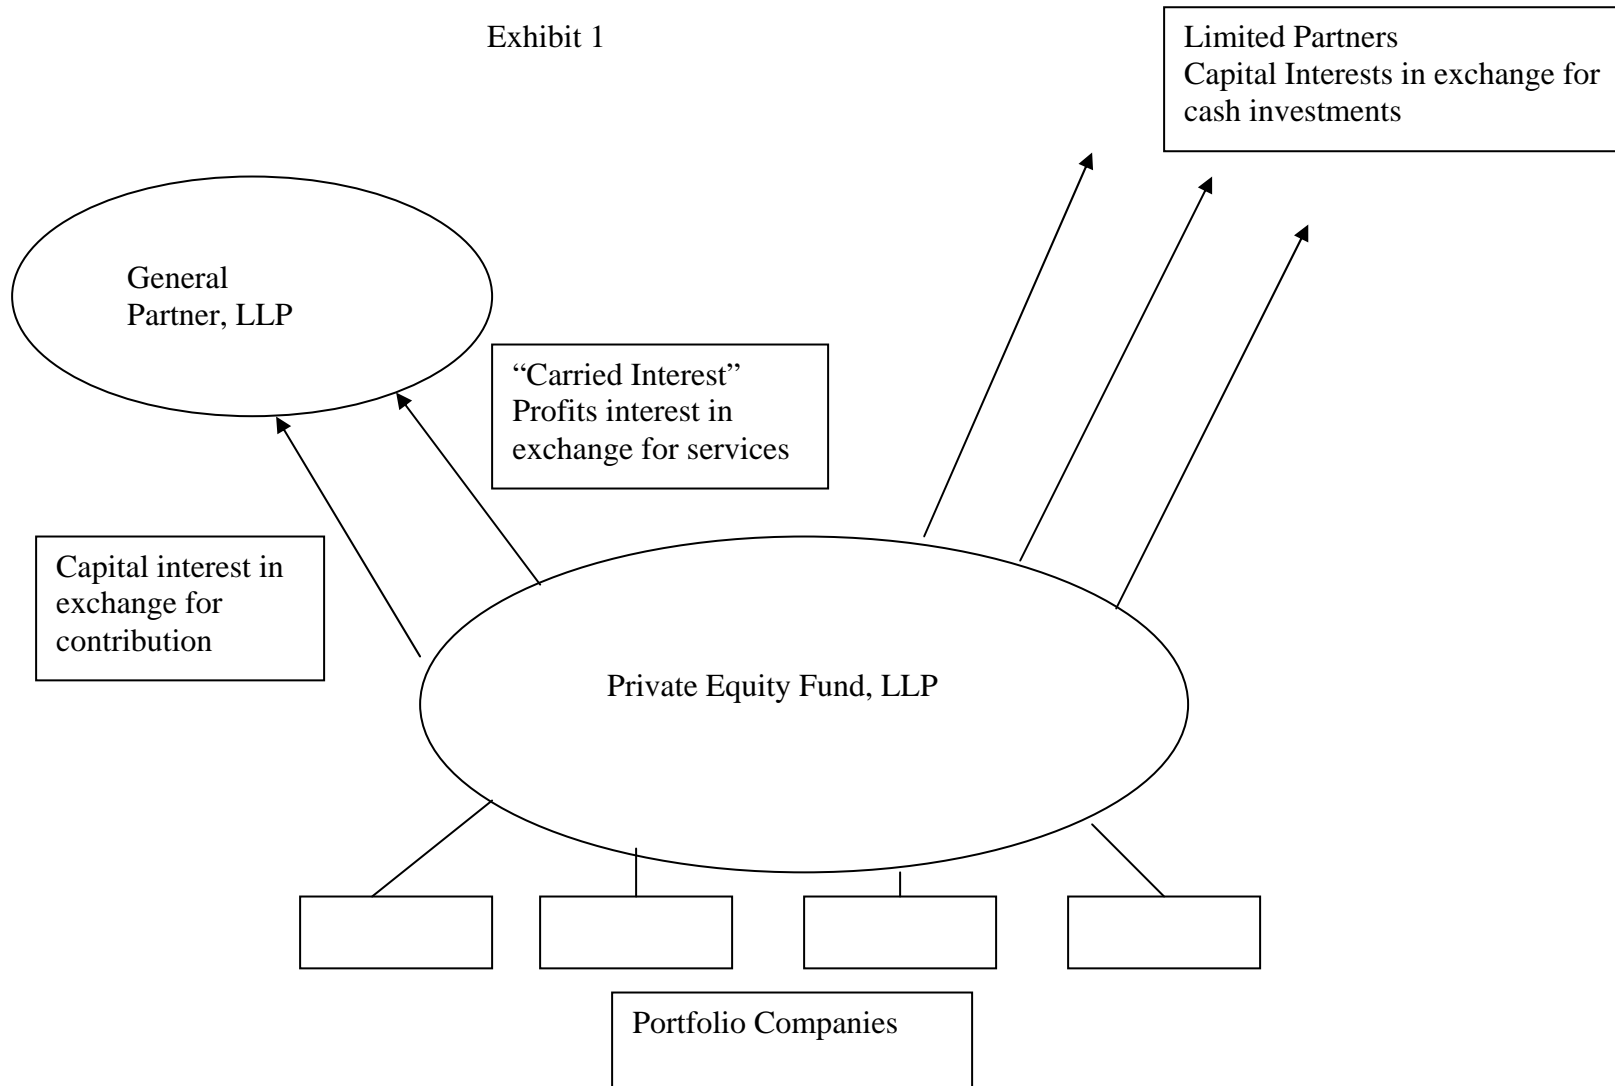 Exhibit 1
Limited Partners
Capital Interests in exchange for
cash investments
General
Partner, LLP
“Carried Interest”
Profits interest in
exchange for services
Capital interest in
exchange for
contribution
Private Equity Fund, LLP
Portfolio Companies